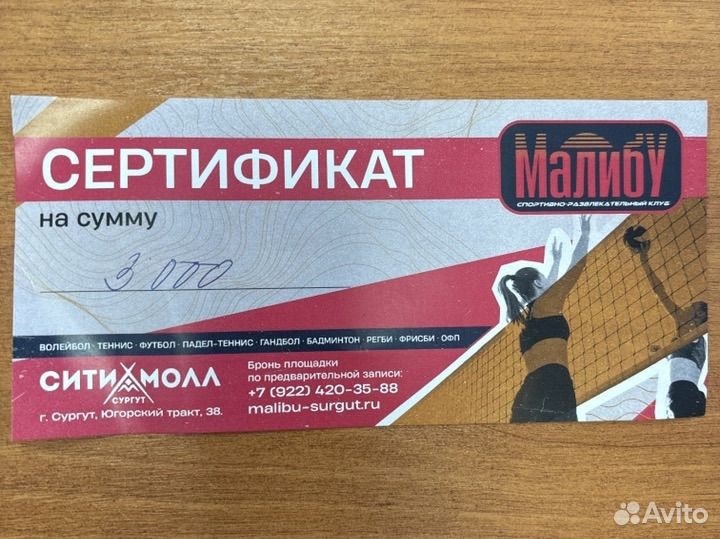 СЕРТИФИКАТ
на сумму
3 000
Малибу
СПОРТИВНО-РАЗВЛЕКАТЕЛЬНЫЙ КЛУБ
ВОЛЕЙБОЛ · ТЕННИС · ФУТБОЛ · ПАДЕЛ-ТЕННИС · ГАНДБОЛ · БАДМИНТОН · РЕГБИ · ФРИСБИ · ОФП
СИТИ МОЛЛ
СУРГУТ
г. Сургут, Югорский тракт, 38.
Бронь площадки
по предварительной записи:
+7 (922) 420-35-88
malibu-surgut.ru
Avito